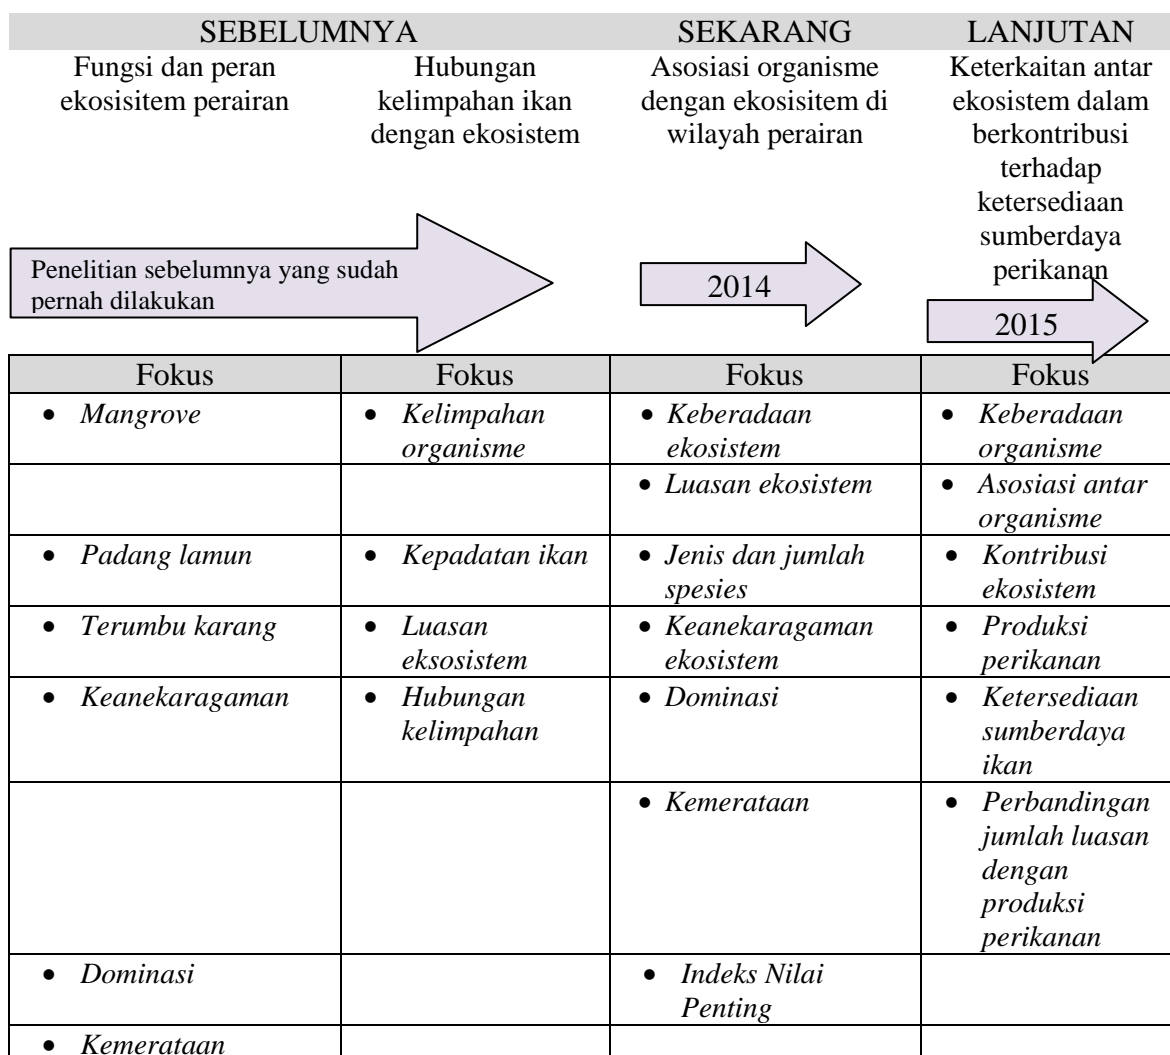 SEBELUMNYA
SEKARANG
LANJUTAN
Fungsi dan peran
ekosisitem perairan
Hubungan
kelimpahan ikan
dengan ekosistem
Asosiasi organisme
dengan ekosisitem di
wilayah perairan
Keterkaitan antar
ekosistem dalam
berkontribusi
terhadap
ketersediaan
sumberdaya
perikanan
Penelitian sebelumnya yang sudah
pernah dilakukan
2014
2015
Fokus
Fokus
Fokus
Fokus
• Mangrove
• Kelimpahan
organisme
• Keberadaan
ekosistem
• Keberadaan
organisme
• Luasan ekosistem
• Asosiasi antar
organisme
• Padang lamun
• Kepadatan ikan
• Jenis dan jumlah
spesies
• Kontribusi
ekosistem
• Terumbu karang
• Luasan
eksosistem
• Keanekaragaman
ekosistem
• Produksi
perikanan
• Keanekaragaman
• Hubungan
kelimpahan
• Dominasi
• Ketersediaan
sumberdaya
ikan
• Kemerataan
• Perbandingan
jumlah luasan
dengan
produksi
perikanan
• Dominasi
• Indeks Nilai
Penting
• Kemerataan